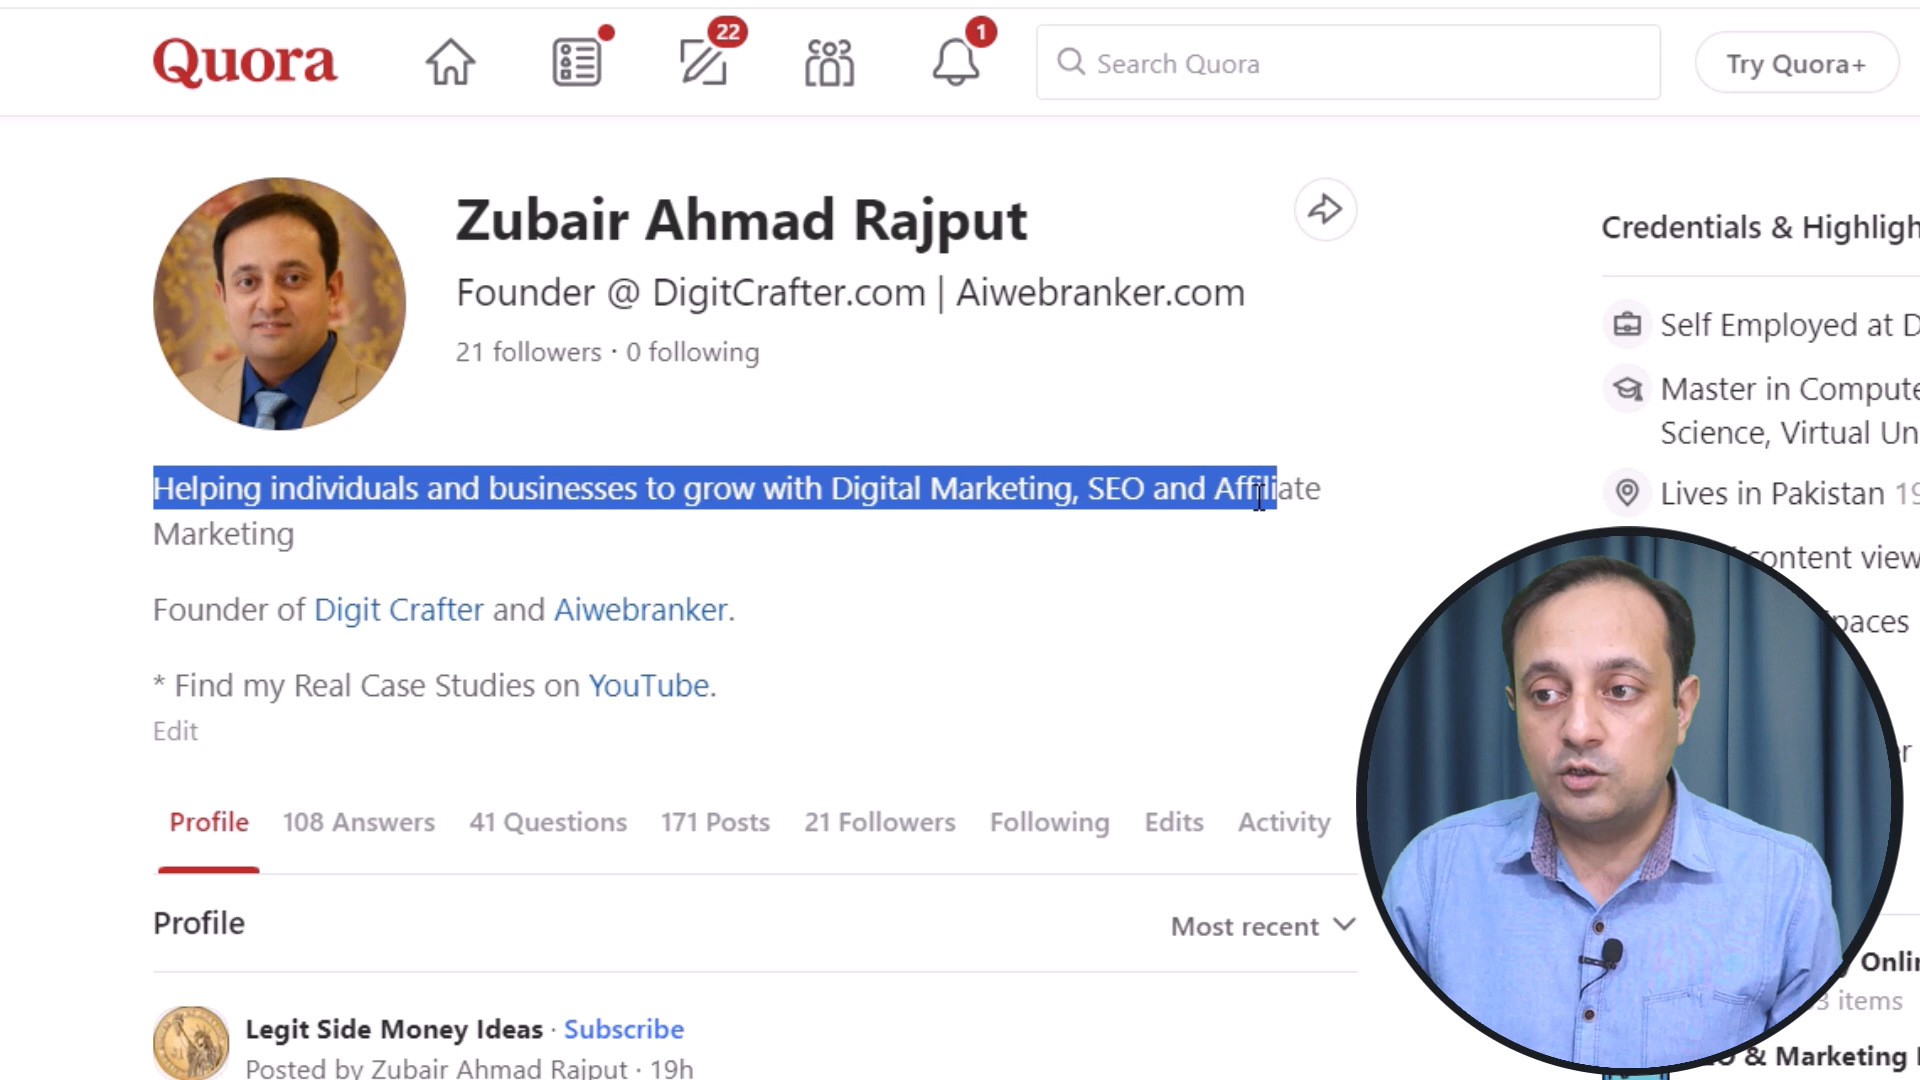 Quora
22
1
Search Quora
Try Quora+
Zubair Ahmad Rajput
Founder @ DigitCrafter.com | Aiwebranker.com
21 followers · 0 following
Helping individuals and businesses to grow with Digital Marketing, SEO and Affiliate
Marketing
Founder of Digit Crafter and Aiwebranker.
* Find my Real Case Studies on YouTube.
Edit
Profile 108 Answers 41 Questions 171 Posts 21 Followers Following Edits Activity
Profile
Most recent
Legit Side Money Ideas · Subscribe
Posted by Zubair Ahmad Rajput · 19h
Credentials & Highligh
Self Employed at D
Master in Compute
Science, Virtual Un
Lives in Pakistan 19
content view
paces
Onlin
3 items
& Marketing